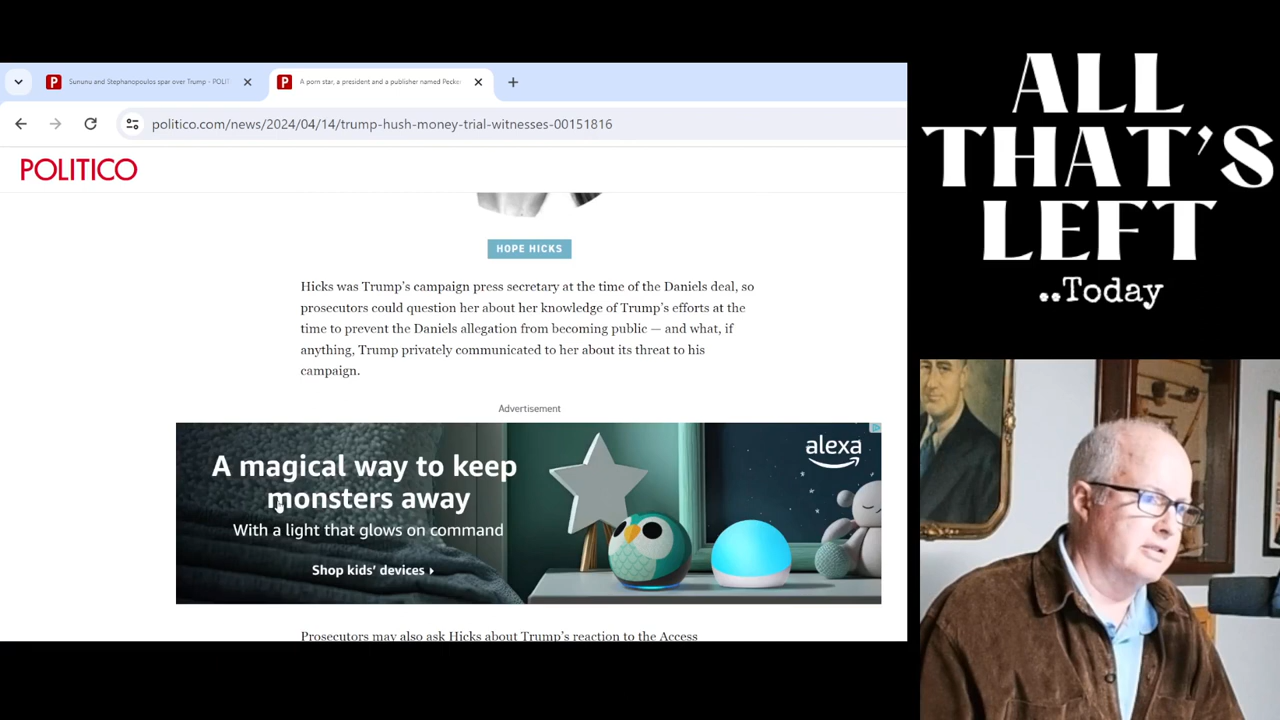 Sununu and Stephanopoulos spar over Trump - POLIT
A porn star, a president and a publisher named Pecke
politico.com/news/2024/04/14/trump-hush-money-trial-witnesses-00151816
POLITICO
HOPE HICKS
Hicks was Trump's campaign press secretary at the time of the Daniels deal, so
prosecutors could question her about her knowledge of Trump's efforts at the
time to prevent the Daniels allegation from becoming public — and what, if
anything, Trump privately communicated to her about its threat to his
campaign.
Advertisement
A magical way to keep
monsters away
With a light that glows on command
Shop kids' devices
alexa
Prosecutors may also ask Hicks about Trump's reaction to the Access
ALL
THAT'S
LEFT
..Today